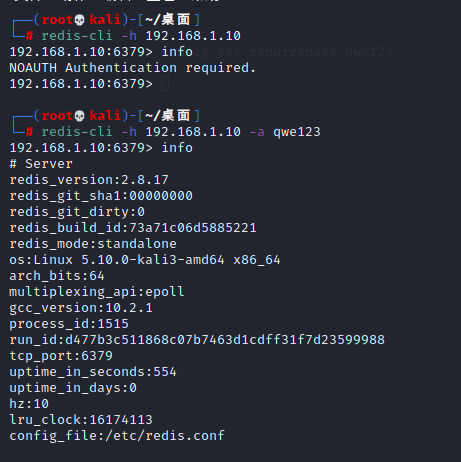 ┌──(root💀kali)-[~/桌面]
└─# redis-cli -h 192.168.1.10
192.168.1.10:6379> info
NOAUTH Authentication required.
192.168.1.10:6379>
┌──(root💀kali)-[~/桌面]
└─# redis-cli -h 192.168.1.10 -a qwe123
192.168.1.10:6379> info
# Server
redis_version:2.8.17
redis_git_sha1:00000000
redis_git_dirty:0
redis_build_id:73a71c06d5885221
redis_mode:standalone
os:Linux 5.10.0-kali3-amd64 x86_64
arch_bits:64
multiplexing_api:epoll
gcc_version:10.2.1
process_id:1515
run_id:d477b3c511868c07b7463d1cdff31f7d23599988
tcp_port:6379
uptime_in_seconds:554
uptime_in_days:0
hz:10
lru_clock:16174113
config_file:/etc/redis.conf